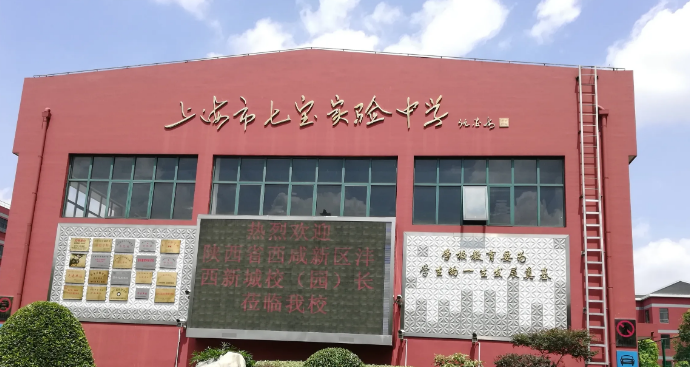 上海市七宝实验中学
热烈欢迎
陕西省西咸新区沣
西新城校（园）长
莅临我校
学校教育要为
学生的一生发展奠基